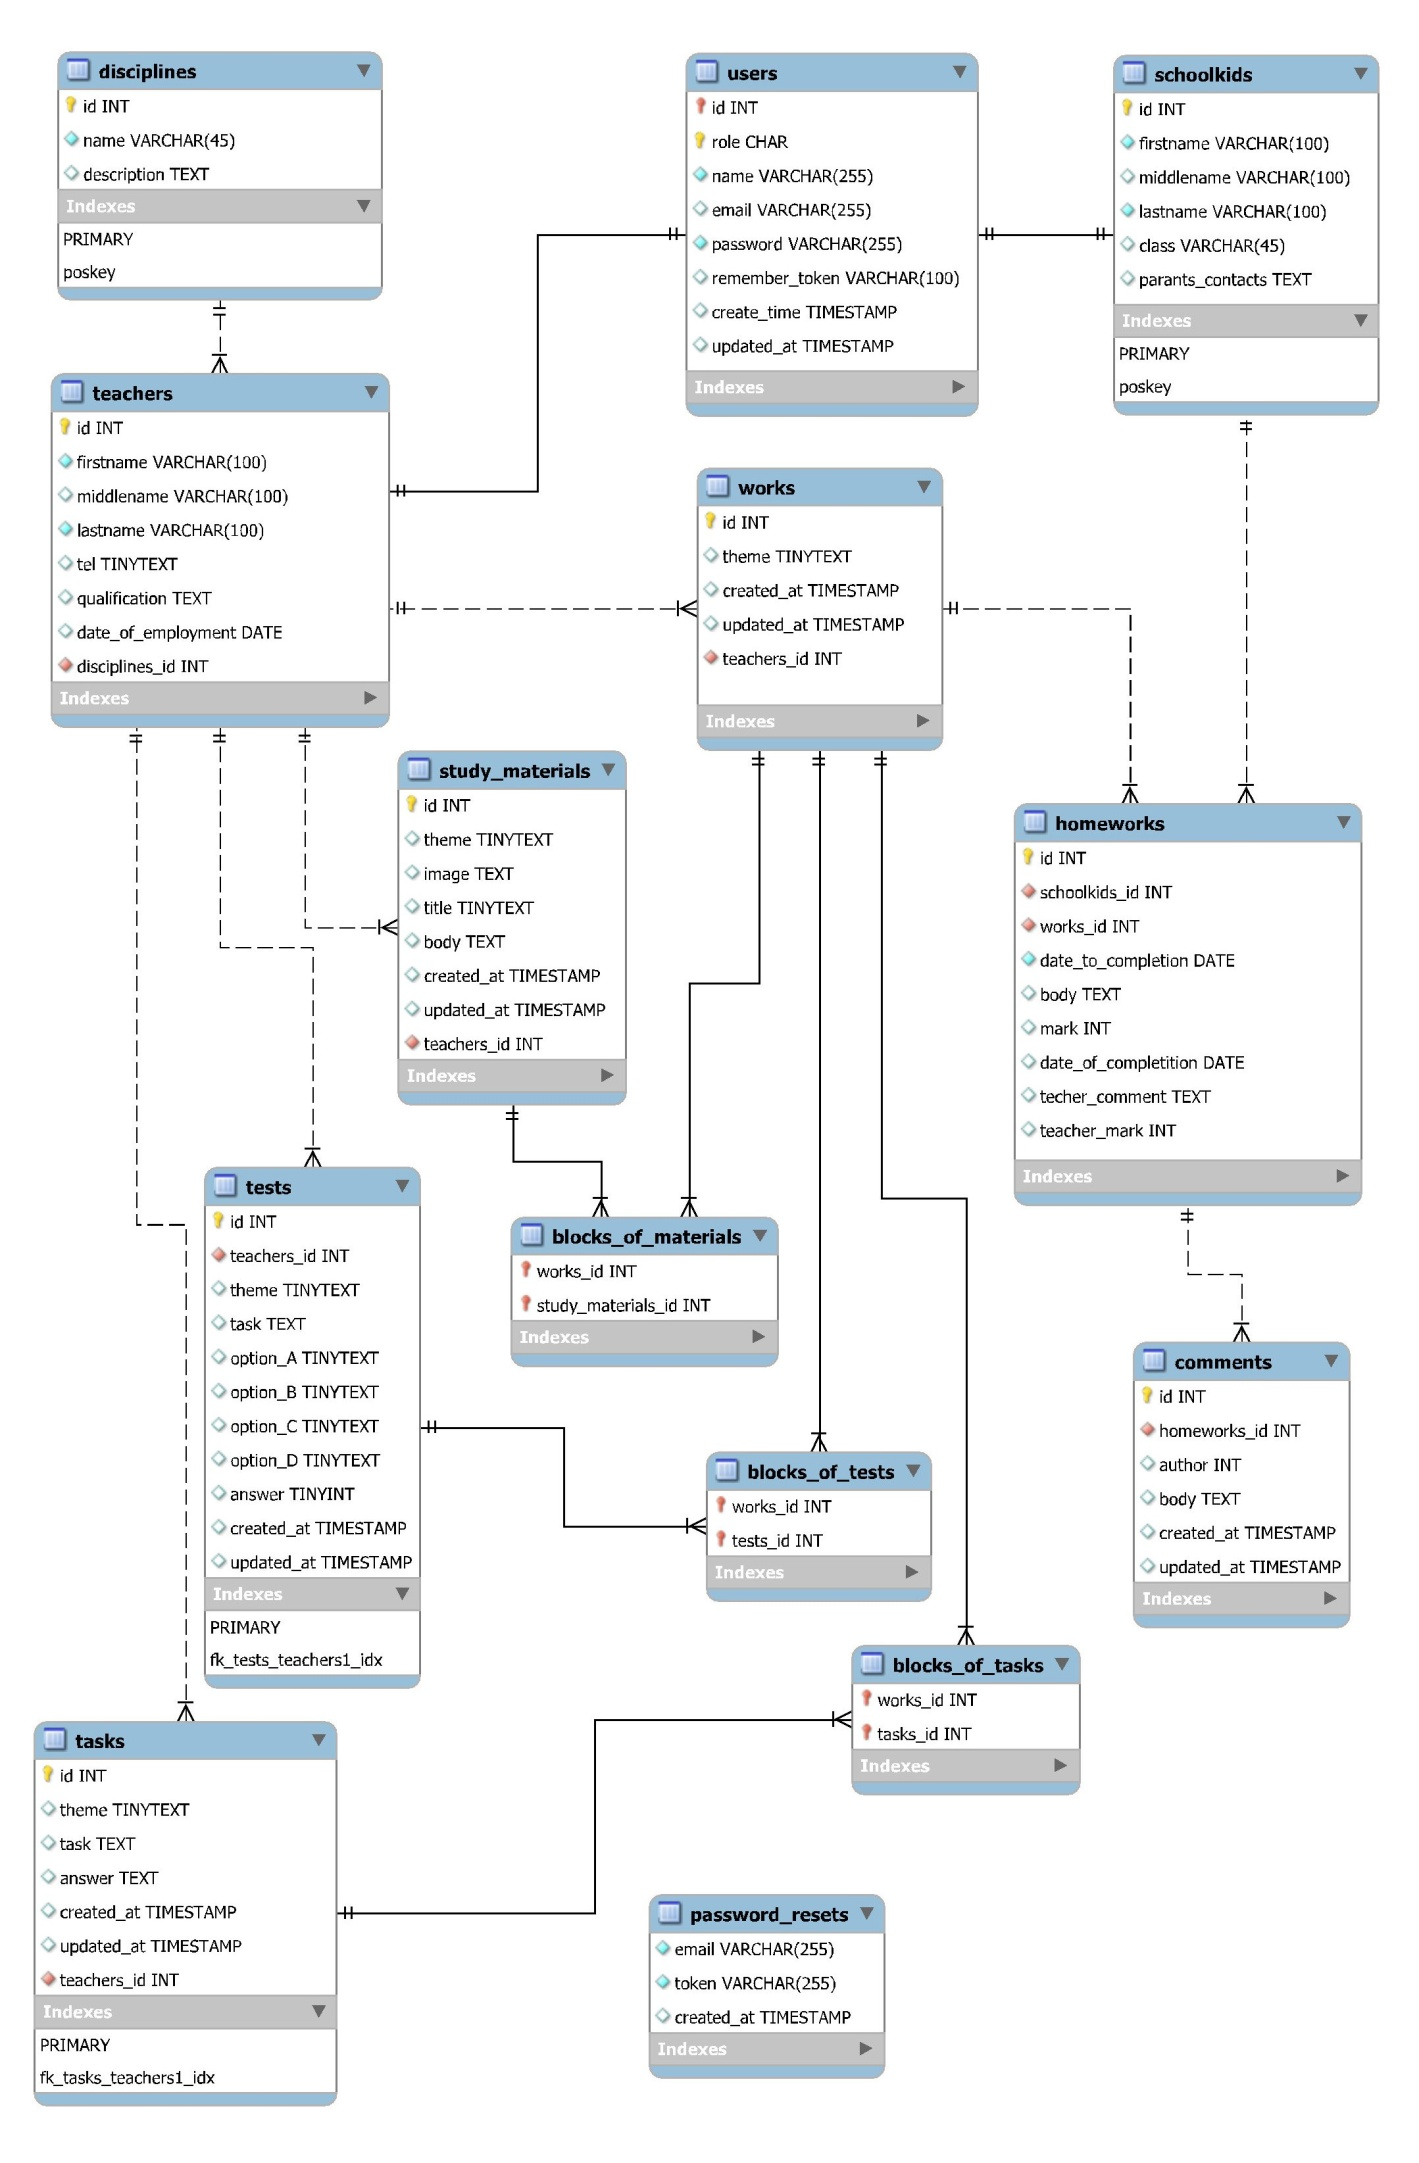 disciplines
id INT
name VARCHAR(45)
description TEXT
Indexes
PRIMARY
poskey
users
id INT
role CHAR
name VARCHAR(255)
email VARCHAR(255)
password VARCHAR(255)
remember_token VARCHAR(100)
create_time TIMESTAMP
updated_at TIMESTAMP
Indexes
schoolkids
id INT
firstname VARCHAR(100)
middlename VARCHAR(100)
lastname VARCHAR(100)
class VARCHAR(45)
parants_contacts TEXT
Indexes
PRIMARY
poskey
teachers
id INT
firstname VARCHAR(100)
middlename VARCHAR(100)
lastname VARCHAR(100)
tel TINYTEXT
qualification TEXT
date_of_employment DATE
disciplines_id INT
Indexes
works
id INT
theme TINYTEXT
created_at TIMESTAMP
updated_at TIMESTAMP
teachers_id INT
Indexes
study_materials
id INT
theme TINYTEXT
image TEXT
title TINYTEXT
body TEXT
created_at TIMESTAMP
updated_at TIMESTAMP
teachers_id INT
Indexes
homeworks
id INT
schoolkids_id INT
works_id INT
date_to_completion DATE
body TEXT
mark INT
date_of_completition DATE
techer_comment TEXT
teacher_mark INT
Indexes
tests
id INT
teachers_id INT
theme TINYTEXT
task TEXT
option_A TINYTEXT
option_B TINYTEXT
option_C TINYTEXT
option_D TINYTEXT
answer TINYINT
created_at TIMESTAMP
updated_at TIMESTAMP
Indexes
PRIMARY
fk_tests_teachers1_idx
blocks_of_materials
works_id INT
study_materials_id INT
Indexes
comments
id INT
homeworks_id INT
author INT
body TEXT
created_at TIMESTAMP
updated_at TIMESTAMP
Indexes
blocks_of_tests
works_id INT
tests_id INT
Indexes
blocks_of_tasks
works_id INT
tasks_id INT
Indexes
tasks
id INT
theme TINYTEXT
task TEXT
answer TEXT
created_at TIMESTAMP
updated_at TIMESTAMP
teachers_id INT
Indexes
PRIMARY
fk_tasks_teachers1_idx
password_resets
email VARCHAR(255)
token VARCHAR(255)
created_at TIMESTAMP
Indexes